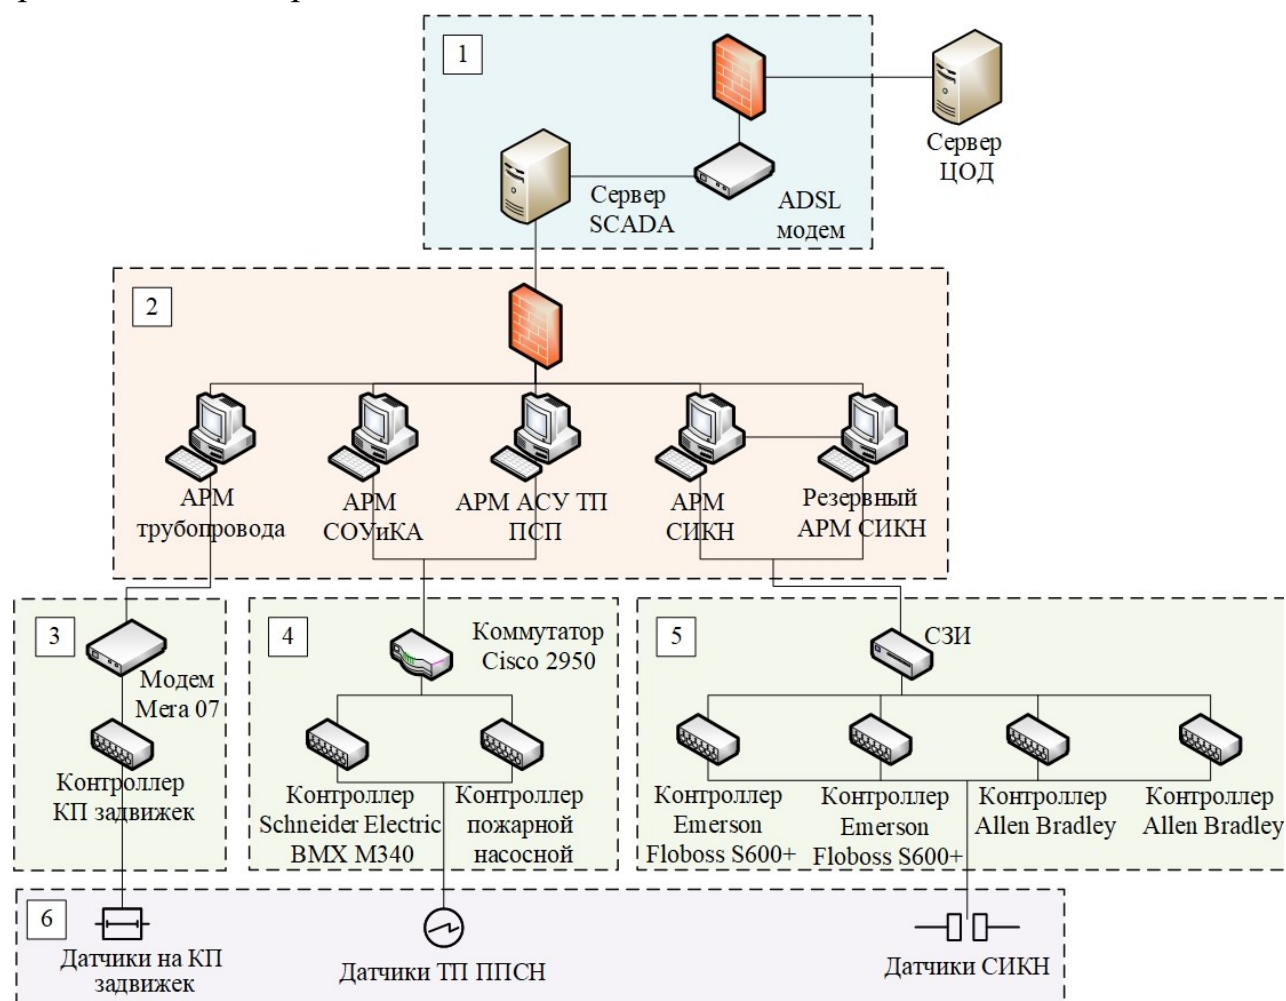 1
Сервер
ЦОД
Сервер
SCADA
ADSL
модем
2
АРМ
трубопровода
АРМ
СОУиКА
АРМ АСУ ТП
ПСП
АРМ
СИКН
Резервный
АРМ СИКН
3
Модем
Мега 07
Контроллер
КП задвижек
4
Коммутатор
Cisco 2950
Контроллер
Schneider Electric
BMX M340
Контроллер
пожарной
насосной
5
СЗИ
Контроллер
Emerson
Floboss S600+
Контроллер
Emerson
Floboss S600+
Контроллер
Allen Bradley
Контроллер
Allen Bradley
6
Датчики на КП
задвижек
Датчики ТП ППСН
Датчики СИКН